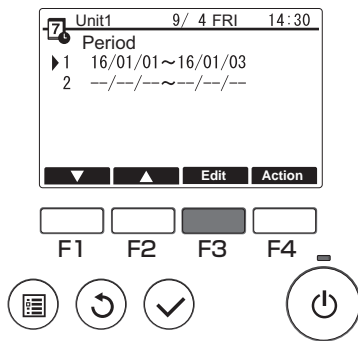 Unit1 9/ 4 FRI 14:30
7
Period
1 16/01/01~16/01/03
2 --/--/--~--/--/--
▼ ▲ Edit Action
F1 F2 F3 F4